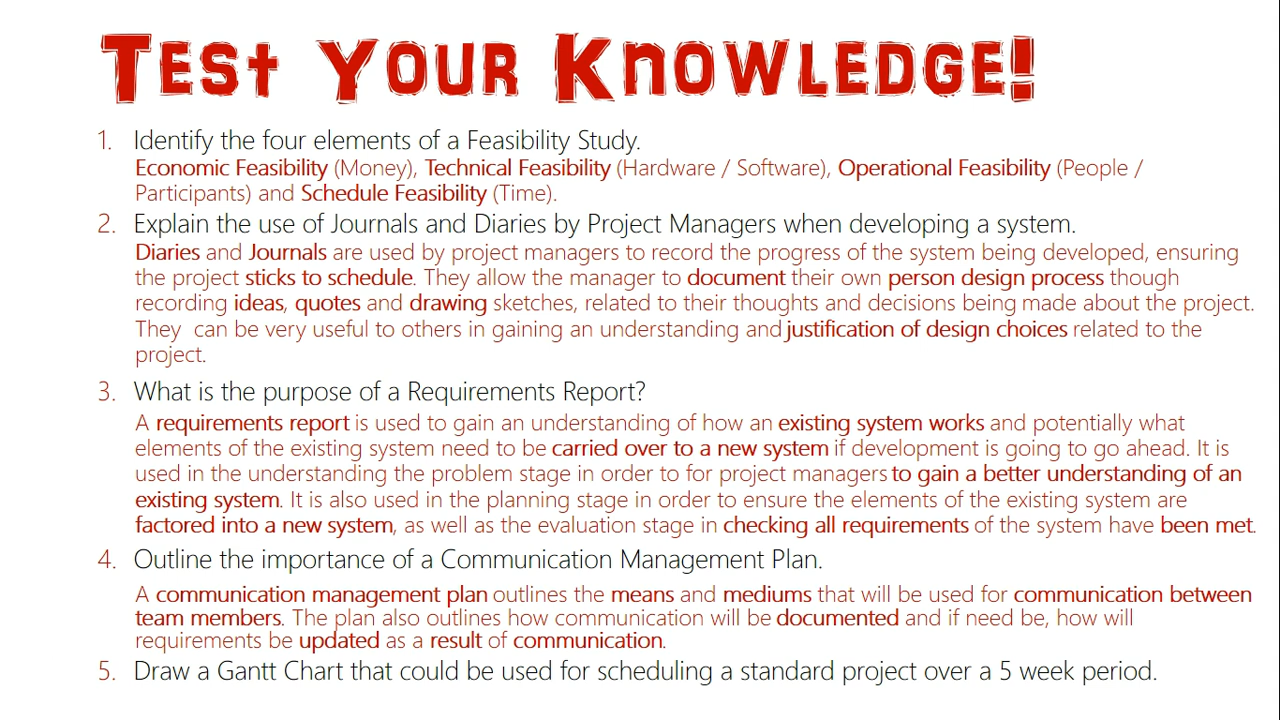 TEST YOUR KNOWLEDGE!
1. Identify the four elements of a Feasibility Study.
Economic Feasibility (Money), Technical Feasibility (Hardware / Software), Operational Feasibility (People /
Participants) and Schedule Feasibility (Time).
2. Explain the use of Journals and Diaries by Project Managers when developing a system.
Diaries and Journals are used by project managers to record the progress of the system being developed, ensuring
the project sticks to schedule. They allow the manager to document their own person design process though
recording ideas, quotes and drawing sketches, related to their thoughts and decisions being made about the project.
They can be very useful to others in gaining an understanding and justification of design choices related to the
project.
3. What is the purpose of a Requirements Report?
A requirements report is used to gain an understanding of how an existing system works and potentially what
elements of the existing system need to be carried over to a new system if development is going to go ahead. It is
used in the understanding the problem stage in order to for project managers to gain a better understanding of an
existing system. It is also used in the planning stage in order to ensure the elements of the existing system are
factored into a new system, as well as the evaluation stage in checking all requirements of the system have been met.
4. Outline the importance of a Communication Management Plan.
A communication management plan outlines the means and mediums that will be used for communication between
team members. The plan also outlines how communication will be documented and if need be, how will
requirements be updated as a result of communication.
5. Draw a Gantt Chart that could be used for scheduling a standard project over a 5 week period.